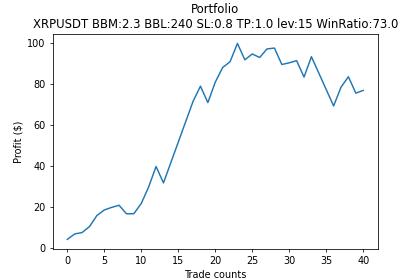 Portfolio
XRPUSDT BBM:2.3 BBL:240 SL:0.8 TP:1.0 lev:15 WinRatio:73.0
100
80
60
40
20
0
Profit ($)
0 5 10 15 20 25 30 35 40
Trade counts